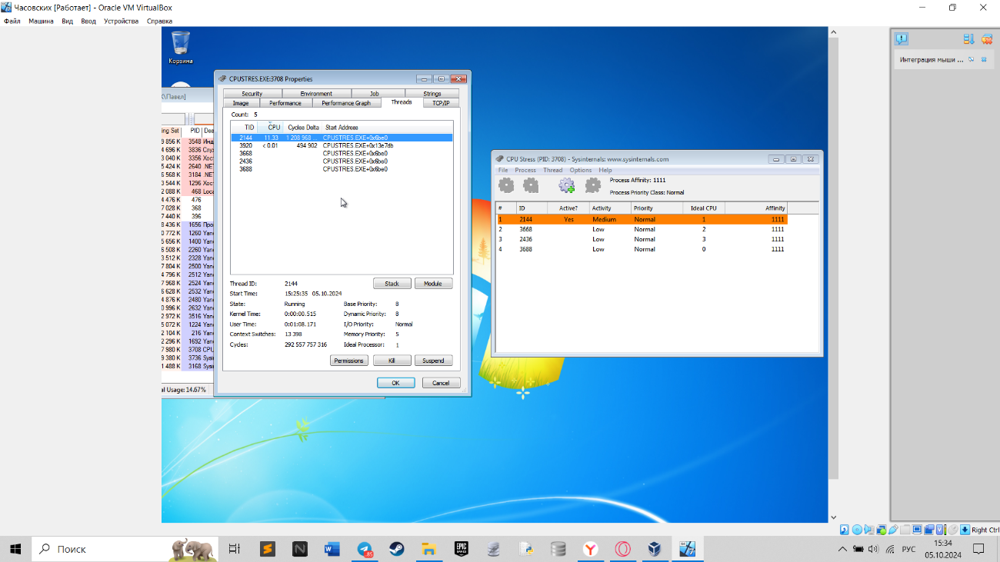 Часовских [Работает] - Oracle VM VirtualBox
Файл Машина Вид Ввод Устройства Справка
Корзина
Интеграция мыши ...
CPUSTRES.EXE:3708 Properties
\Павел]
Security Environment Job Strings
Image Performance Performance Graph Threads TCP/IP
Count: 5
TID CPU Cycles Delta Start Address
2144 11.33 1 208 968 ... CPUSTRES.EXE+0x6be0
3920 < 0.01 494 902 CPUSTRES.EXE+0x13e7db
3668 CPUSTRES.EXE+0x6be0
2436 CPUSTRES.EXE+0x6be0
3688 CPUSTRES.EXE+0x6be0
Thread ID: 2144 Stack Module
Start Time: 15:25:35 05.10.2024
State: Running Base Priority: 8
Kernel Time: 0:00:00.515 Dynamic Priority: 8
User Time: 0:01:08.171 I/O Priority: Normal
Context Switches: 13 398 Memory Priority: 5
Cycles: 292 557 757 316 Ideal Processor: 1
Permissions Kill Suspend
OK Cancel
ing Set PID Des
9 856 K 3548 Инд
4 696 K 3836 Слу
3 040 K 3356 Хос
5 424 K 2640 .NET
6 568 K 3184 .NET
3 544 K 1296 Хос
2 088 K 468 Loca
4 476 K 476
7 028 K 368
7 440 K 396
8 436 K 1656 Про
0 772 K 1260 Yan
5 656 K 1400 Yan
6 508 K 2260 Yan
3 512 K 2328 Yan
7 804 K 2500 Yan
4 796 K 2512 Yan
7 968 K 2524 Yan
6 628 K 2532 Yan
4 876 K 2480 Yan
0 996 K 2632 Yan
2 972 K 3516 Yan
5 072 K 1224 Yan
2 104 K 216 Yan
2 296 K 1692 Yan
7 980 K 3708 CPU
9 380 K 3736 Sysi
1 488 K 3168 Sysi
al Usage: 14.67%
CPU Stress (PID: 3708) - Sysinternals: www.sysinternals.com
File Process Thread Options Help
Process Affinity: 1111
Process Priority Class: Normal
# ID Active? Activity Priority Ideal CPU Affinity
1 2144 Yes Medium Normal 1 1111
2 3668 Low Normal 2 1111
3 2436 Low Normal 3 1111
4 3688 Low Normal 0 1111
Right Ctrl
Поиск
85
EPIC GAMES
РУС
15:34
05.10.2024